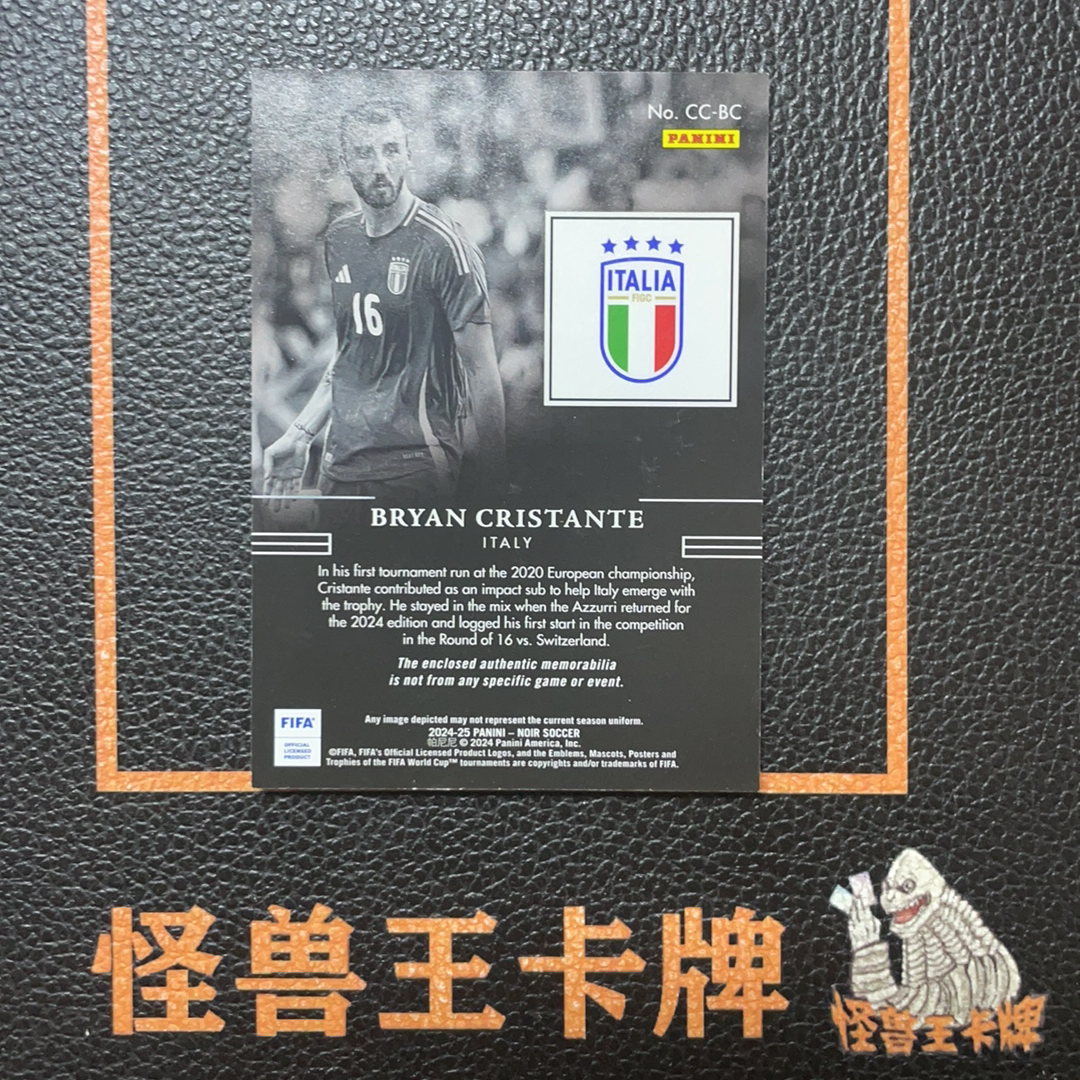 No. CC-BC
PANINI
ITALIA
FIGC
16
BRYAN CRISTANTE
ITALY
In his first tournament run at the 2020 European championship,
Cristante contributed as an impact sub to help Italy emerge with
the trophy. He stayed in the mix when the Azzurri returned for
the 2024 edition and logged his first start in the competition
in the Round of 16 vs. Switzerland.
The enclosed authentic memorabilia
is not from any specific game or event.
Any image depicted may not represent the current season uniform.
2024-25 PANINI – NOIR SOCCER
帕尼尼 © 2024 Panini America, Inc.
©FIFA, FIFA's Official Licensed Product Logos, and the Emblems, Mascots, Posters and
Trophies of the FIFA World Cup™ tournaments are copyrights and/or trademarks of FIFA.
FIFA®
OFFICIAL
LICENSED
PRODUCT
怪兽王卡牌
怪兽王卡牌